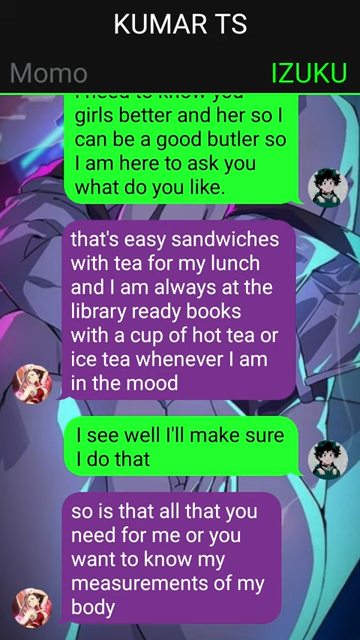 KUMAR TS
Momo
IZUKU
I need to know you
girls better and her so I
can be a good butler so
I am here to ask you
what do you like.
that's easy sandwiches
with tea for my lunch
and I am always at the
library ready books
with a cup of hot tea or
ice tea whenever I am
in the mood
I see well I'll make sure
I do that
so is that all that you
need for me or you
want to know my
measurements of my
body